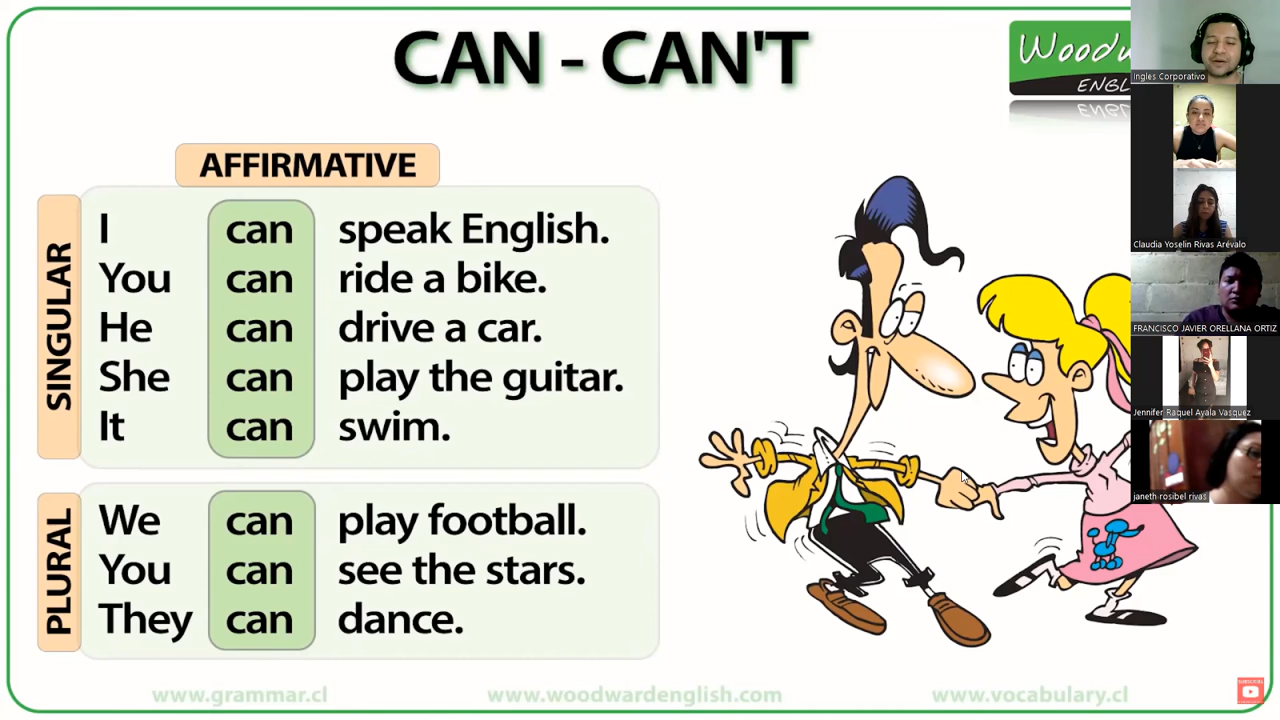 CAN - CAN'T
Woodw
ENGL
AFFIRMATIVE
SINGULAR
I can speak English.
You can ride a bike.
He can drive a car.
She can play the guitar.
It can swim.
PLURAL
We can play football.
You can see the stars.
They can dance.
www.grammar.cl
www.woodwardenglish.com
www.vocabulary.cl
Ingles Corporativo
Claudia Yoselin Rivas Arévalo
FRANCISCO JAVIER ORELLANA ORTIZ
Jennifer Raquel Ayala Vasquez
janeth rosibel rivas
SUBSCRIBE